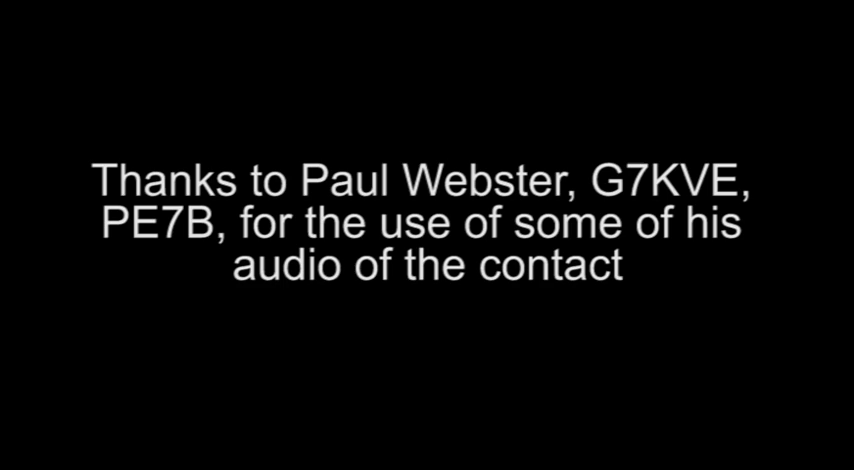 Thanks to Paul Webster, G7KVE,
PE7B, for the use of some of his
audio of the contact